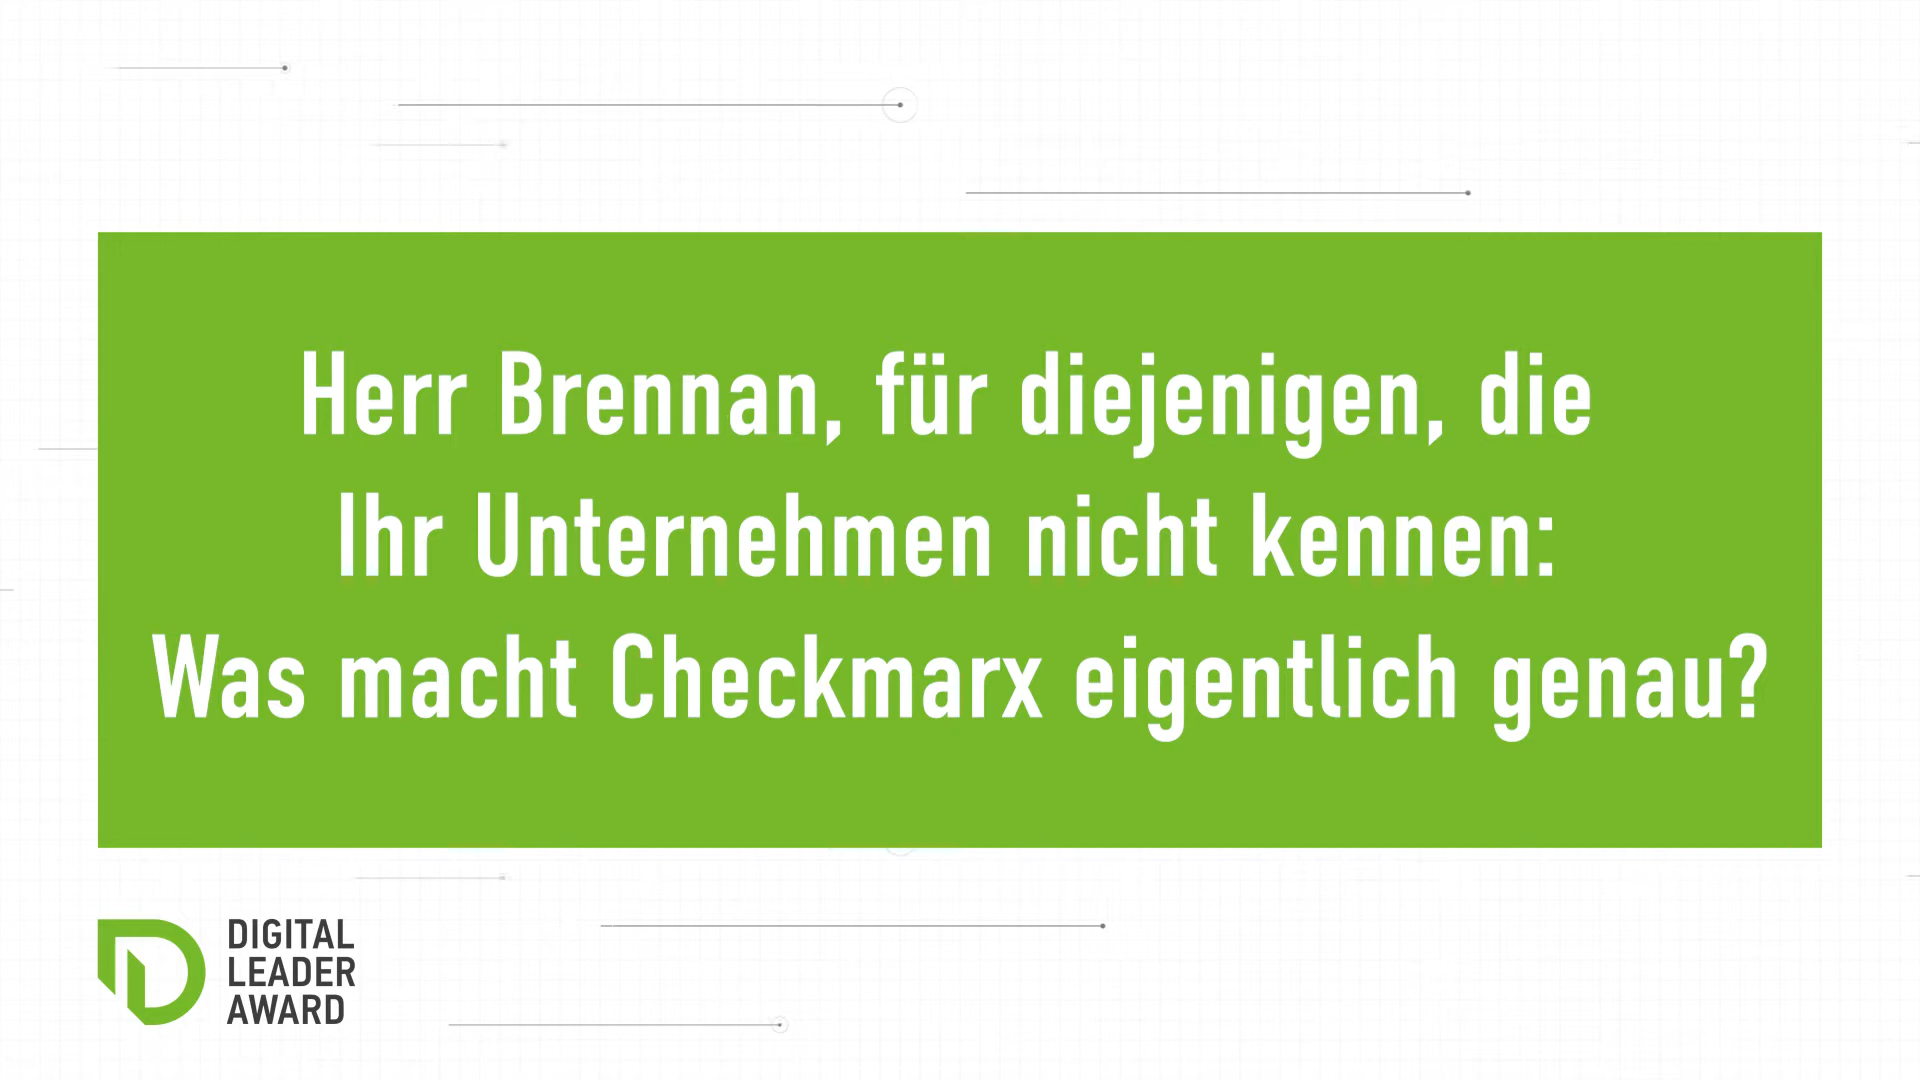 Herr Brennan, für diejenigen, die
Ihr Unternehmen nicht kennen:
Was macht Checkmarx eigentlich genau?
DIGITAL
LEADER
AWARD